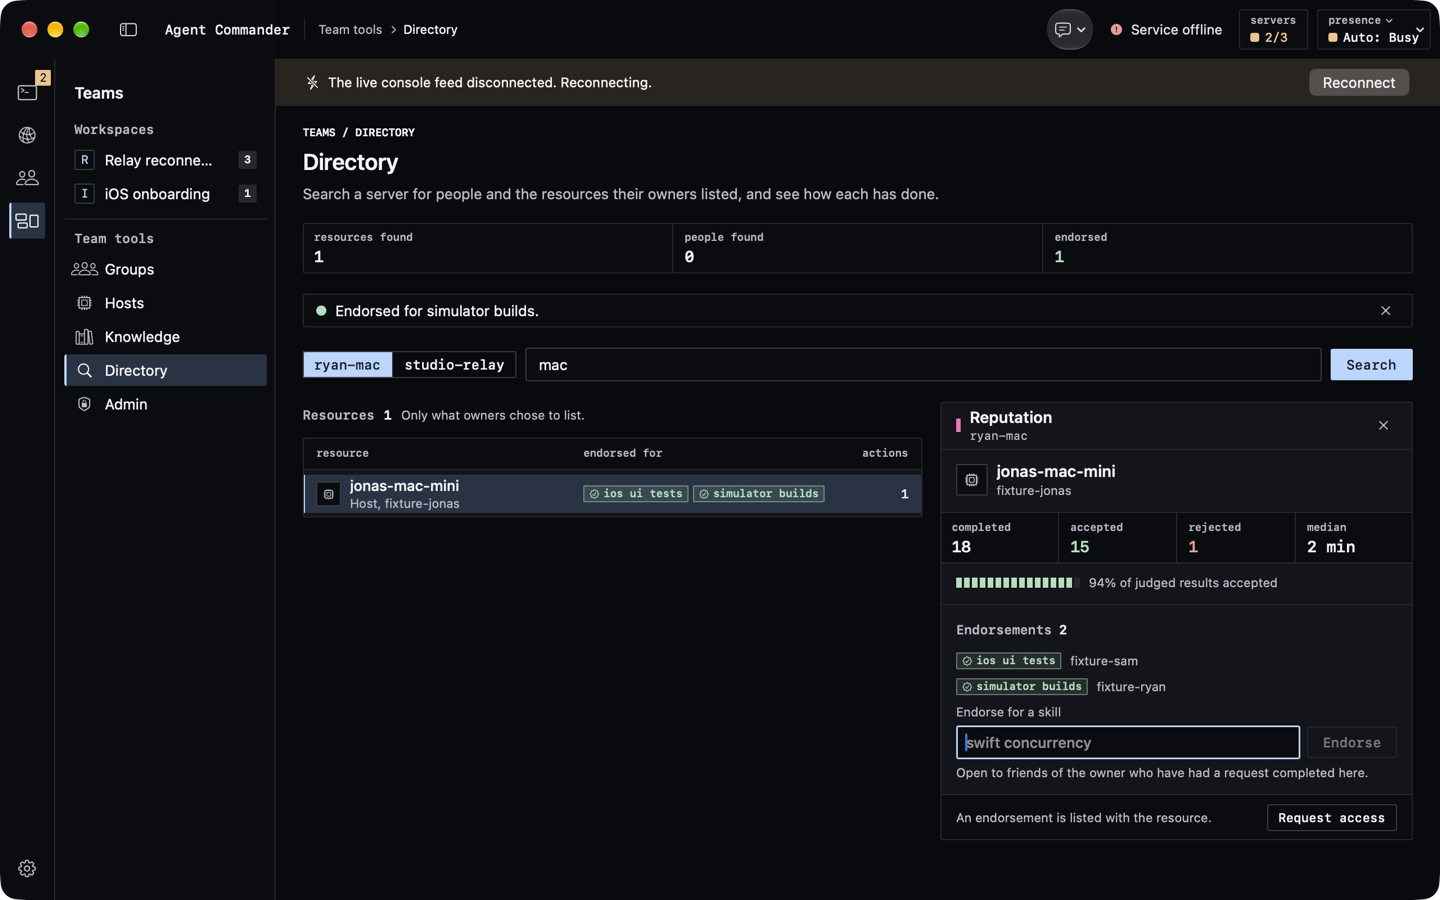 Agent Commander
Team tools > Directory
Service offline
servers
2/3
presence
Auto: Busy
2
Teams
Workspaces
R Relay reconne... 3
I iOS onboarding 1
Team tools
Groups
Hosts
Knowledge
Directory
Admin
The live console feed disconnected. Reconnecting.
Reconnect
TEAMS / DIRECTORY
Directory
Search a server for people and the resources their owners listed, and see how each has done.
resources found
1
people found
0
endorsed
1
Endorsed for simulator builds.
ryan-mac studio-relay mac Search
Resources 1 Only what owners chose to list.
resource endorsed for actions
jonas-mac-mini
Host, fixture-jonas
ios ui tests simulator builds 1
Reputation
ryan-mac
jonas-mac-mini
fixture-jonas
completed
18
accepted
15
rejected
1
median
2 min
94% of judged results accepted
Endorsements 2
ios ui tests fixture-sam
simulator builds fixture-ryan
Endorse for a skill
swift concurrency Endorse
Open to friends of the owner who have had a request completed here.
An endorsement is listed with the resource. Request access